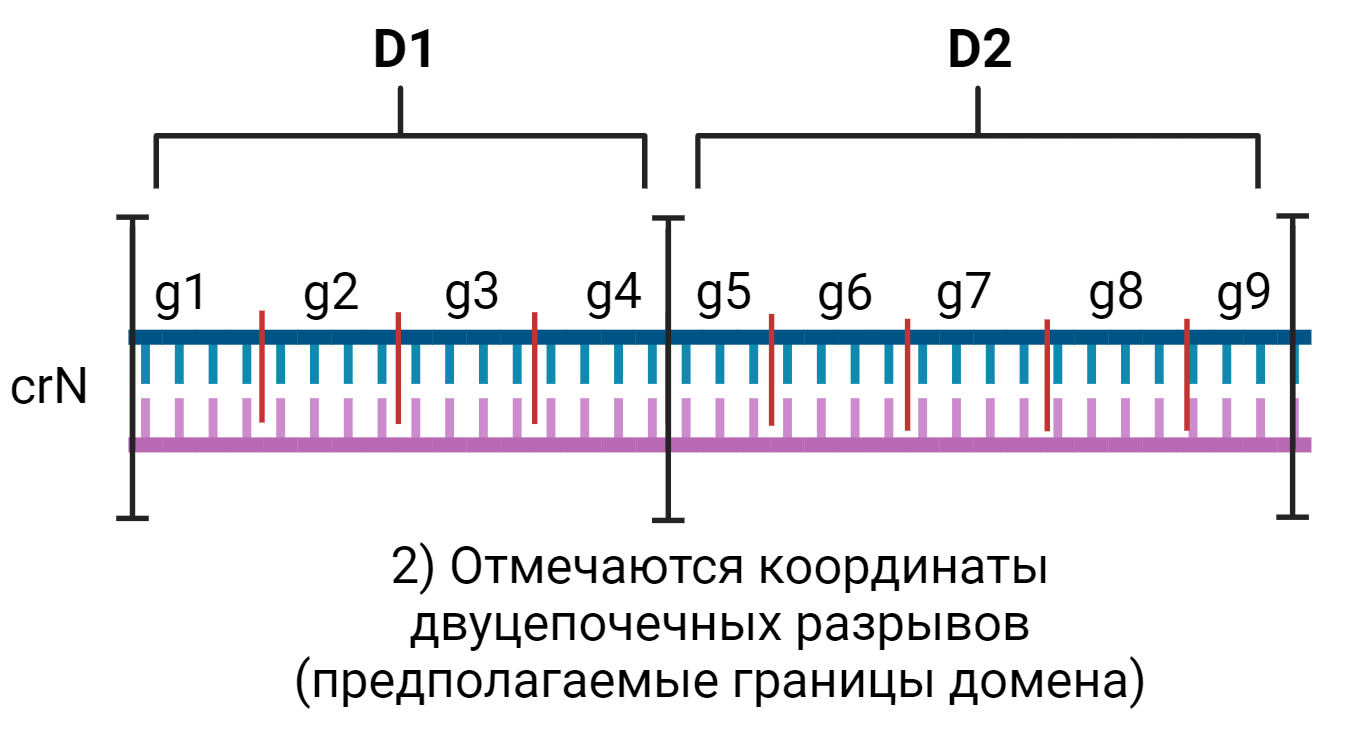 D1 D2
g1 g2 g3 g4 g5 g6 g7 g8 g9
crN
2) Отмечаются координаты
двуцепочечных разрывов
(предполагаемые границы домена)